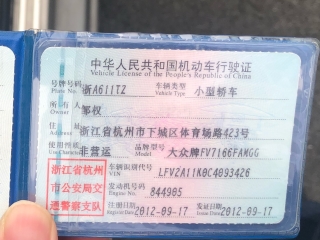 中华人民共和国机动车行驶证
Vehicle License of the People's Republic of China
号牌号码 浙A611TZ 车辆类型 小型轿车
Plate No. Vehicle Type
所有人 邹权
Owner
浙江省杭州市下城区体育场路423号
使用性质 非营运 品牌型号 大众牌FV7166FAMGG
Use Character Model
车辆识别代号 LFV2A11K0C4093426
VIN
发动机号码 844905
Engine No.
注册日期 2012-09-17 发证日期 2012-09-17
Register Date Issue Date
浙江省杭州
市公安局交
通警察支队